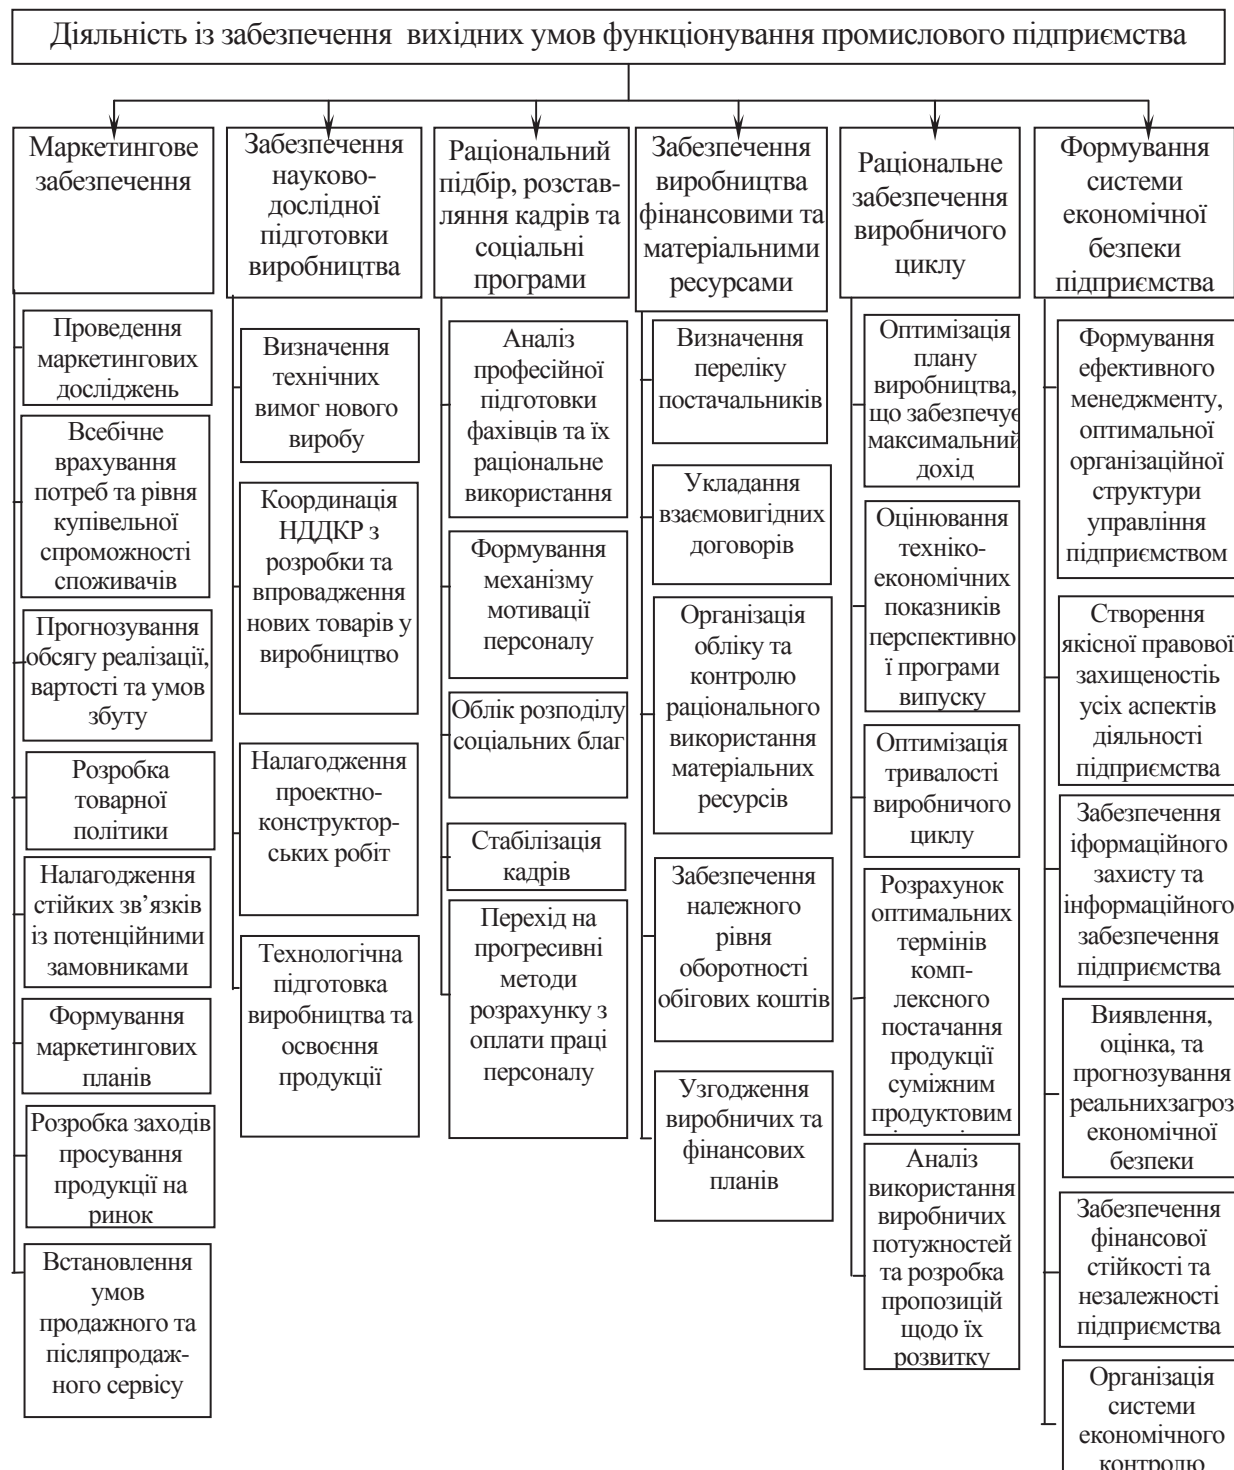 Діяльність із забезпечення вихідних умов функціонування промислового підприємства
Маркетингове
забезпечення
Проведення
маркетингових
досліджень
Всебічне
врахування
потреб та рівня
купівельної
спроможності
споживачів
Прогнозування
обсягу реалізації,
вартості та умов
збуту
Розробка
товарної
політики
Налагодження
стійких зв’язків
із потенційними
замовниками
Формування
маркетингових
планів
Розробка заходів
просування
продукції на
ринок
Встановлення
умов
продажного та
післяпродаж-
ного сервісу
Забезпечення
науково-
дослідної
підготовки
виробництва
Визначення
технічних
вимог нового
виробу
Координація
НДДКР з
розробки та
впровадження
нових товарів у
виробництво
Налагодження
проектно-
конструктор-
ських робіт
Технологічна
підготовка
виробництва та
освоєння
продукції
Раціональний
підбір, розстав-
ляння кадрів та
соціальні
програми
Аналіз
професійної
підготовки
фахівців та їх
раціональне
використання
Формування
механізму
мотивації
персоналу
Облік розподілу
соціальних благ
Стабілізація
кадрів
Перехід на
прогресивні
методи
розрахунку з
оплати праці
персоналу
Забезпечення
виробництва
фінансовими та
матеріальними
ресурсами
Визначення
переліку
постачальників
Укладання
взаємовигідних
договорів
Організація
обліку та
контролю
раціонального
використання
матеріальних
ресурсів
Забезпечення
належного
рівня
оборотності
обігових коштів
Узгодження
виробничих та
фінансових
планів
Раціональне
забезпечення
виробничого
циклу
Оптимізація
плану
виробництва,
що забезпечує
максимальний
дохід
Оцінювання
техніко-
економічних
показників
перспективно
ї програми
випуску
Оптимізація
тривалості
виробничого
циклу
Розрахунок
оптимальних
термінів
комп-
лексного
постачання
продукції
суміжним
продуктовим
Аналіз
використання
виробничих
потужностей
та розробка
пропозицій
щодо їх
розвитку
Формування
системи
економічної
безпеки
підприємства
Формування
ефективного
менеджменту,
оптимальної
організаційної
структури
управління
підприємством
Створення
якісної правової
захищеностіь
усіх аспектів
діяльності
підприємства
Забезпечення
іформаційного
захисту та
інформаційного
забезпечення
підприємства
Виявлення,
оцінка, та
прогнозування
реальнихзагроз
економічної
безпеки
Забезпечення
фінансової
стійкості та
незалежності
підприємства
Організація
системи
економічного
контролю